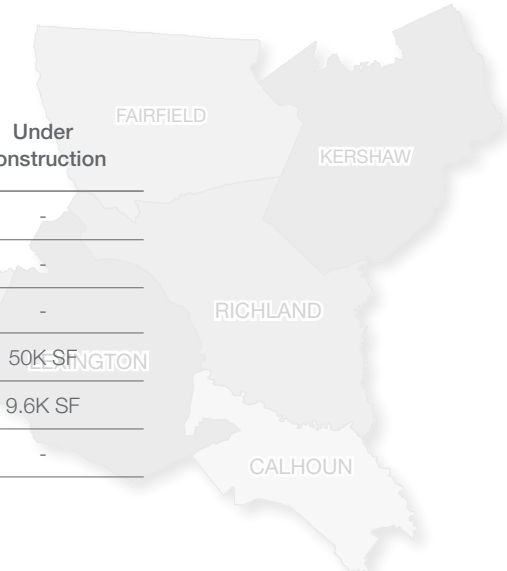 FAIRFIELD
Under
onstruction
KERSHAW
-
-
RICHLAND
-
50K SF
LEXINGTON
9.6K SF
CALHOUN
-